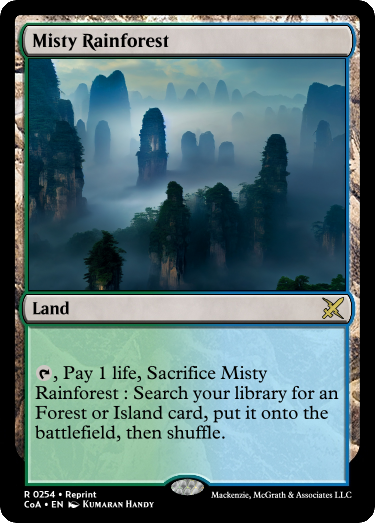 Misty Rainforest
Land
, Pay 1 life, Sacrifice Misty
Rainforest : Search your library for an
Forest or Island card, put it onto the
battlefield, then shuffle.
R 0254 • Reprint
CoA • EN Kumaran Handy
Mackenzie, McGrath & Associates LLC